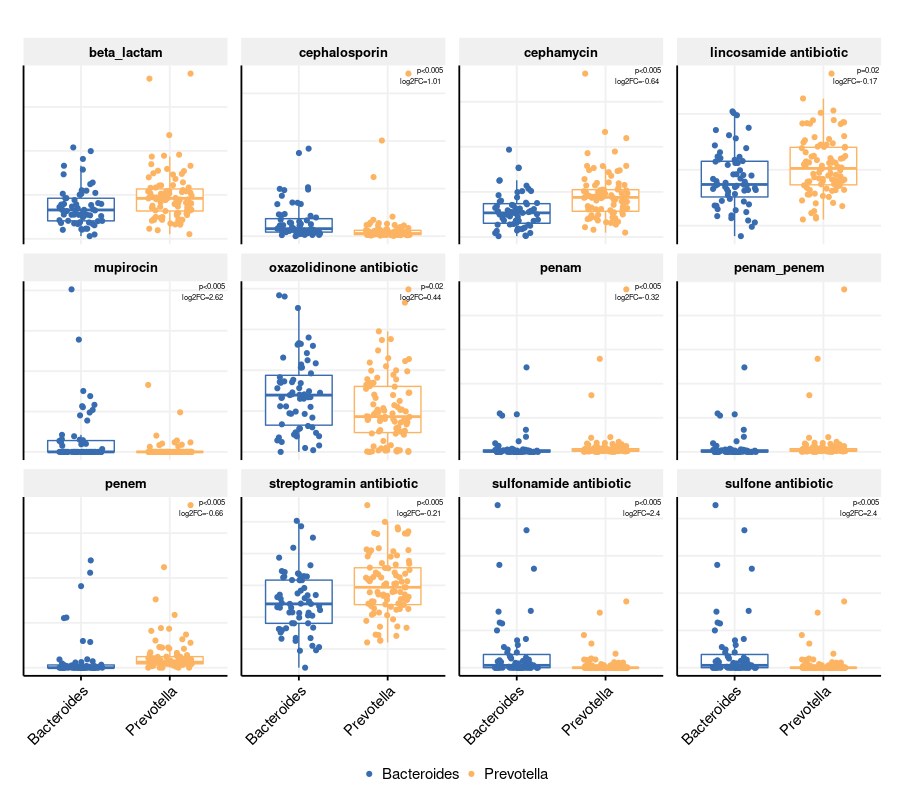 beta_lactam
cephalosporin
cephamycin
lincosamide antibiotic
p<0.005
log2FC=1.01
p<0.005
log2FC=-0.64
p=0.02
log2FC=-0.17
mupirocin
oxazolidinone antibiotic
penam
penam_panem
p<0.005
log2FC=2.62
p=0.02
log2FC=0.44
p<0.005
log2FC=-0.32
penem
streptogramin antibiotic
sulfonamide antibiotic
sulfone antibiotic
p<0.005
log2FC=-0.66
p<0.005
log2FC=-0.21
p<0.005
log2FC=2.4
p<0.005
log2FC=2.4
Bacteroides
Prevotella
Bacteroides
Prevotella
Bacteroides
Prevotella
Bacteroides
Prevotella
Bacteroides
Prevotella